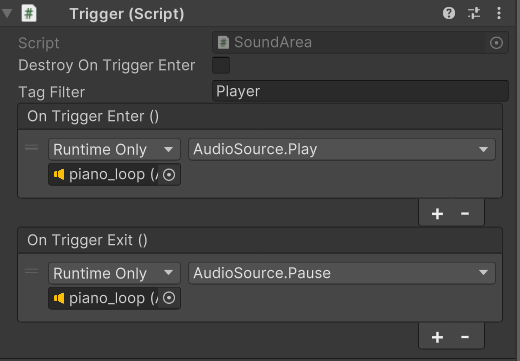 Trigger (Script)
Script SoundArea
Destroy On Trigger Enter
Tag Filter Player
On Trigger Enter ()
Runtime Only AudioSource.Play
piano_loop (
+ -
On Trigger Exit ()
Runtime Only AudioSource.Pause
piano_loop (
+ -